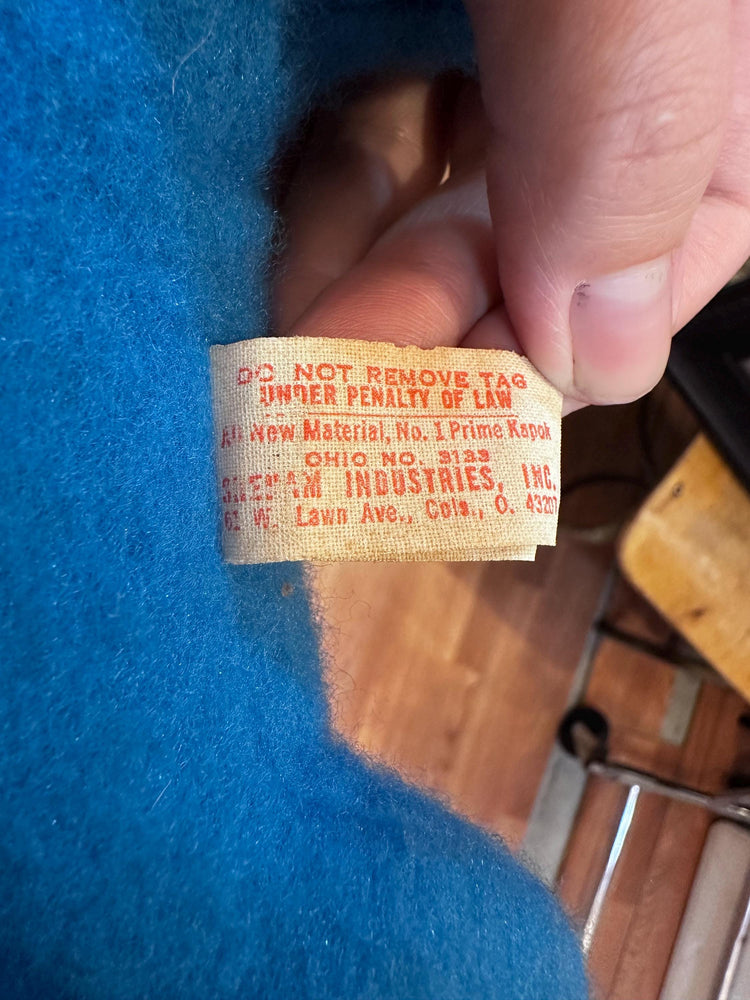 DO NOT REMOVE TAG
UNDER PENALTY OF LAW
All New Material, No. 1 Prime Kapok
OHIO NO. 3133
INDUSTRIES, INC.
W. Lawn Ave., Cols., O. 43207